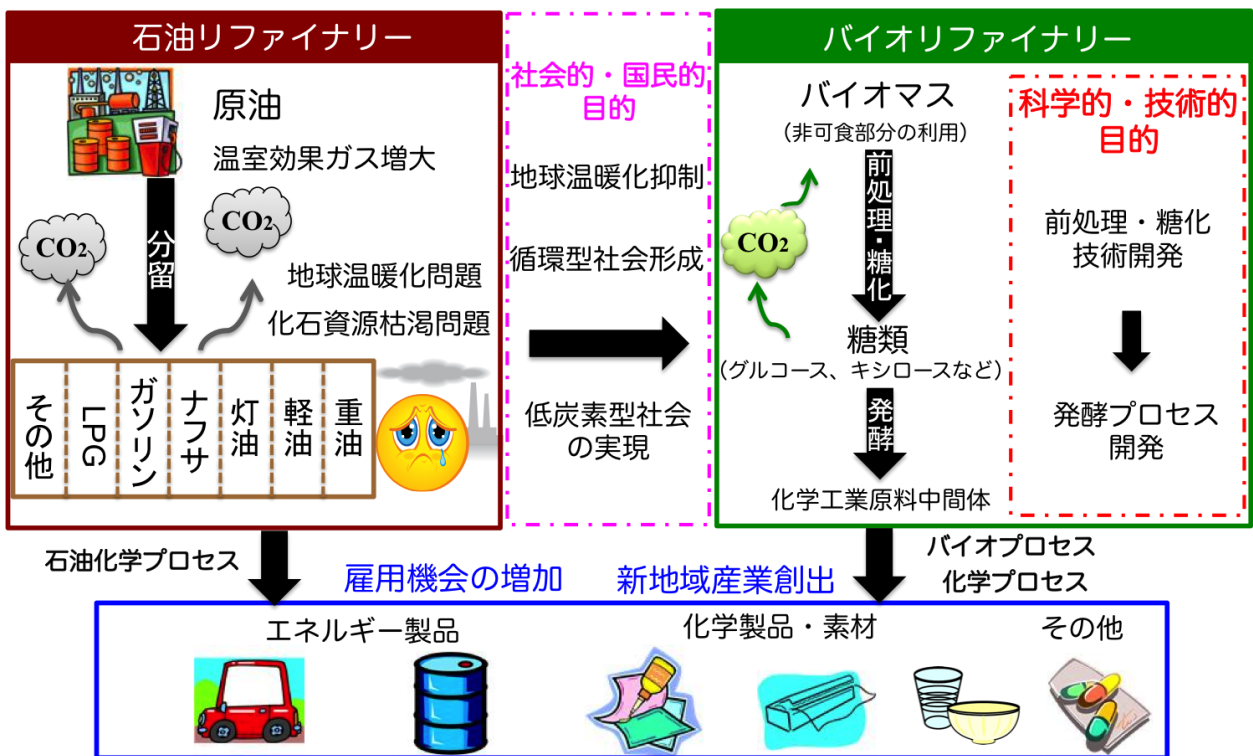 石油リファイナリー
原油
温室効果ガス増大
CO2
CO2
分留
地球温暖化問題
化石資源枯渇問題
その他
LPG
ガソリン
ナフサ
灯油
軽油
重油
社会的・国民的
目的
地球温暖化抑制
循環型社会形成
低炭素型社会
の実現
バイオリファイナリー
バイオマス
(非可食部分の利用)
前処理・糖化
CO2
糖類
(グルコース、キシロースなど)
発酵
化学工業原料中間体
科学的・技術的
目的
前処理・糖化
技術開発
発酵プロセス
開発
石油化学プロセス
雇用機会の増加
新地域産業創出
バイオプロセス
化学プロセス
エネルギー製品
化学製品・素材
その他